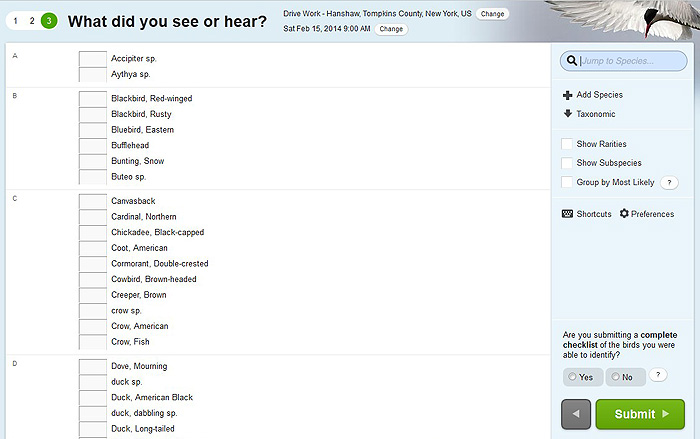 1 2 3 What did you see or hear?
Drive Work - Hanshaw, Tompkins County, New York, US Change
Sat Feb 15, 2014 9:00 AM Change
A
Accipiter sp.
Aythya sp.
B
Blackbird, Red-winged
Blackbird, Rusty
Bluebird, Eastern
Bufflehead
Bunting, Snow
Buteo sp.
C
Canvasback
Cardinal, Northern
Chickadee, Black-capped
Coot, American
Cormorant, Double-crested
Cowbird, Brown-headed
Creeper, Brown
crow sp.
Crow, American
Crow, Fish
D
Dove, Mourning
duck sp.
Duck, American Black
duck, dabbling sp.
Duck, Long-tailed
Jump to Species...
Add Species
Taxonomic
Show Rarities
Show Subspecies
Group by Most Likely ?
Shortcuts Preferences
Are you submitting a complete
checklist of the birds you were
able to identify?
Yes No ?
Submit